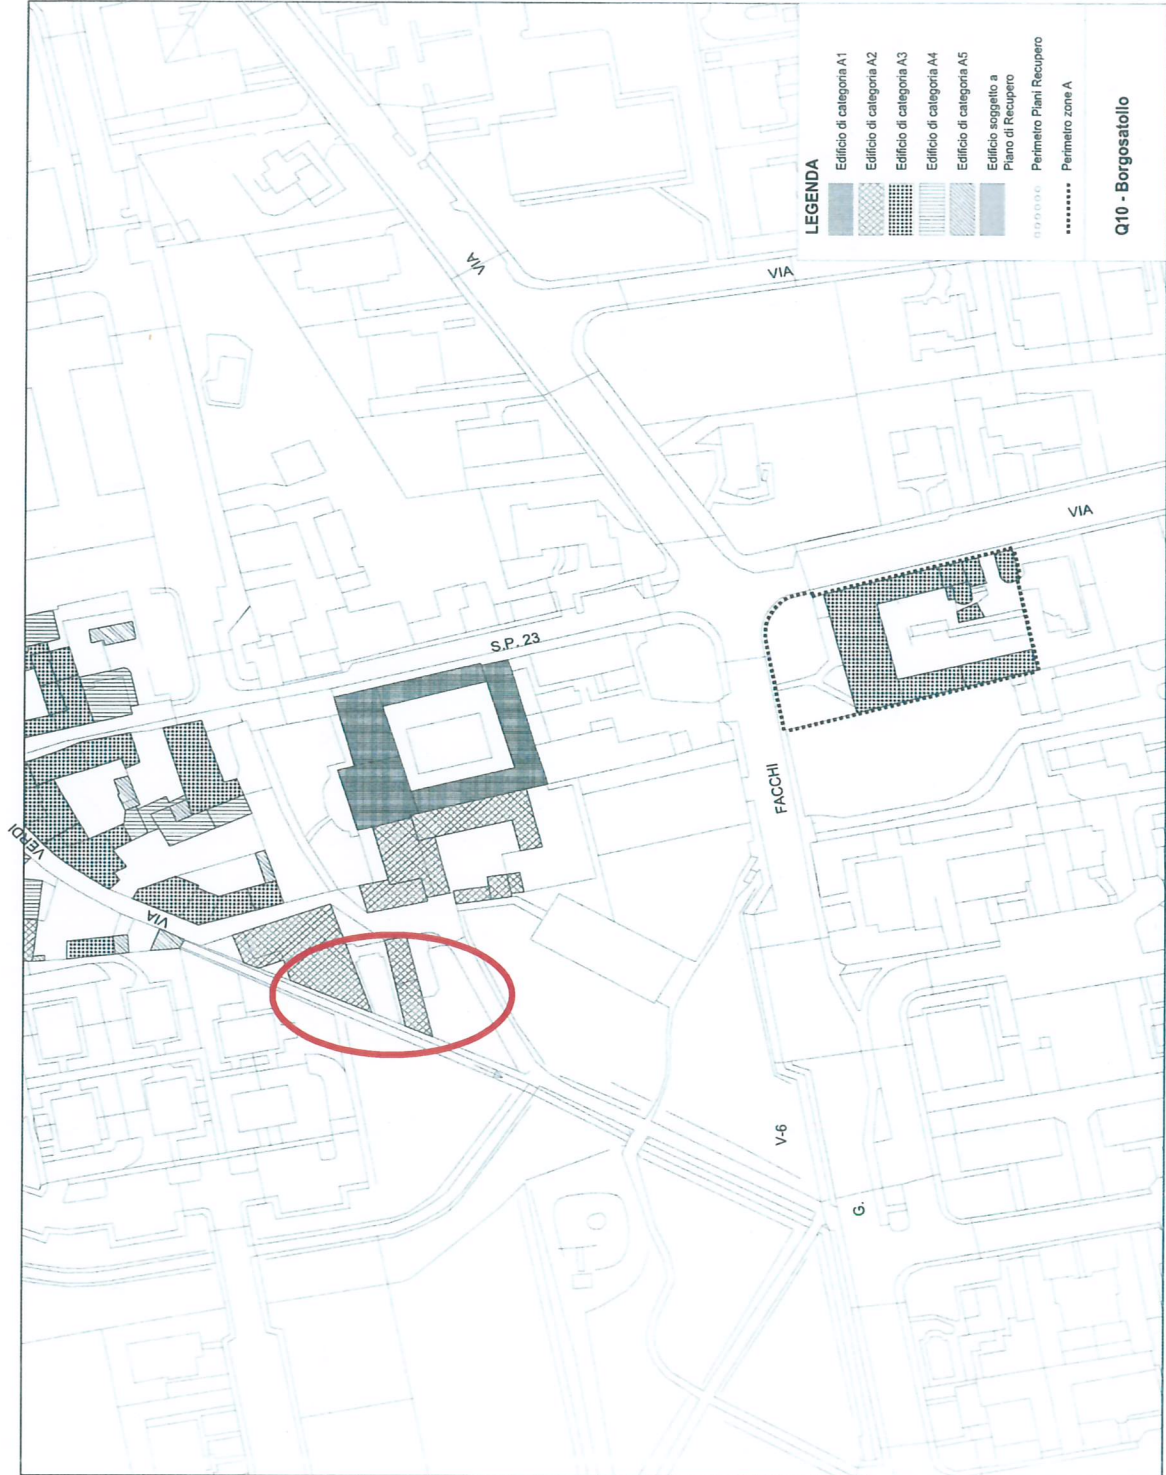 LEGENDA
Edificio di categoria A1
Edificio di categoria A2
Edificio di categoria A3
Edificio di categoria A4
Edificio di categoria A5
Edificio soggetto a
Piano di Recupero
Perimetro Piani Recupero
Perimetro zone A
Q10 - Borgosatollo
VIA
VIA
VERDI
VIA
S.P. 23
VIA
FACCHI
V-6
G.